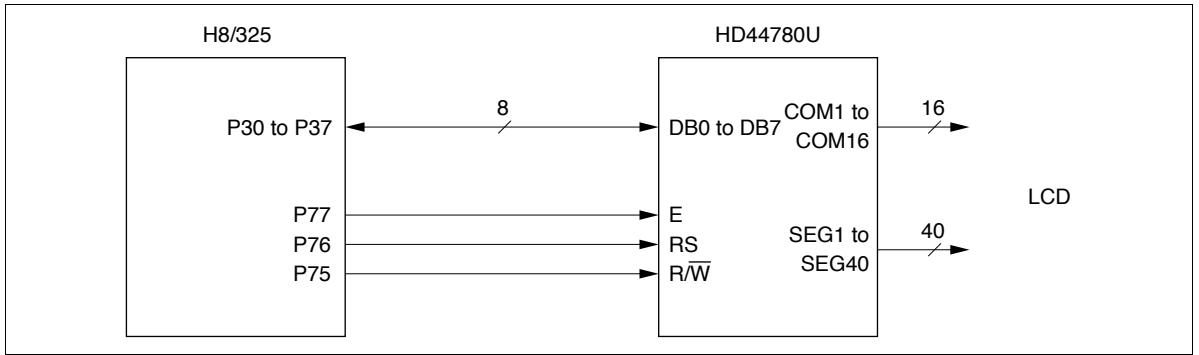 H8/325
HD44780U
P30 to P37
8
DB0 to DB7
COM1 to
COM16
16
LCD
P77
E
P76
RS
P75
R/W̅
SEG1 to
SEG40
40